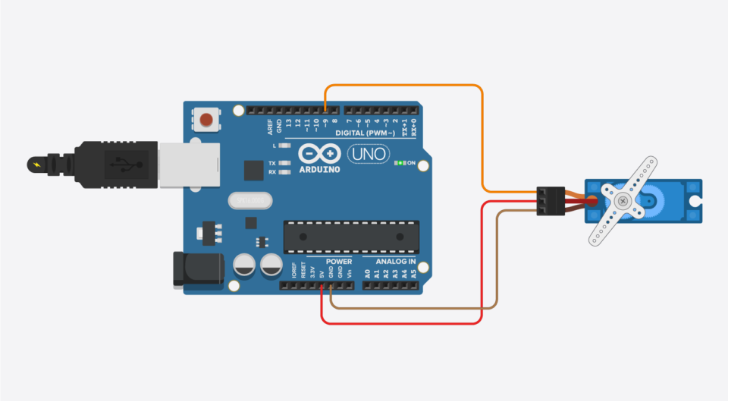 AREF
GND
13
12
~11
~10
~9
8
7
~6
~5
4
~3
2
TX→1
RX←0
DIGITAL (PWM~)
L
TX
RX
UNO
ARDUINO
ON
POWER
ANALOG IN
IOREF
RESET
3.3V
5V
GND
GND
Vin
A0
A1
A2
A3
A4
A5